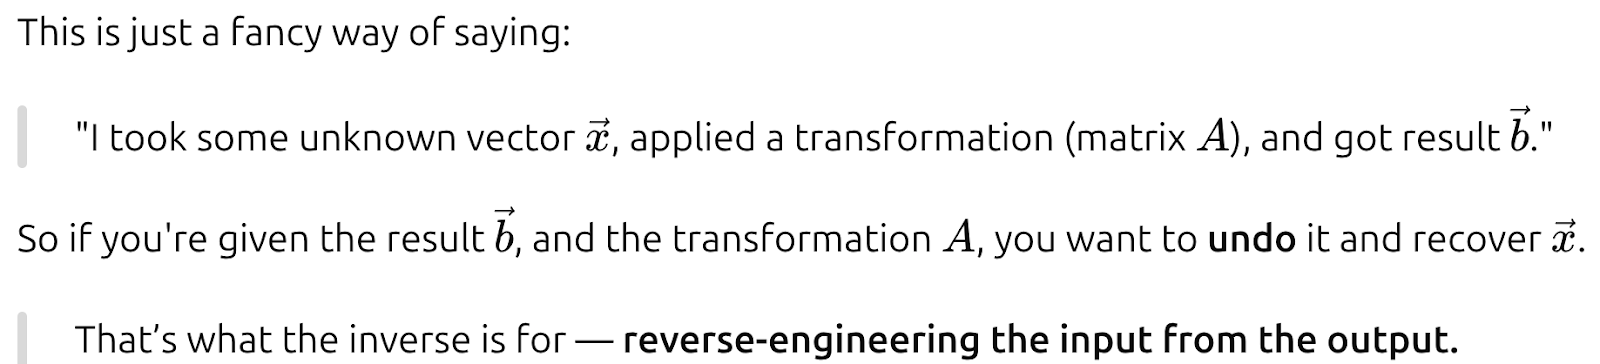 This is just a fancy way of saying:
"I took some unknown vector $\vec{x}$, applied a transformation (matrix $A$), and got result $\vec{b}$."
So if you're given the result $\vec{b}$, and the transformation $A$, you want to **undo** it and recover $\vec{x}$.
That’s what the inverse is for — **reverse-engineering the input from the output.**